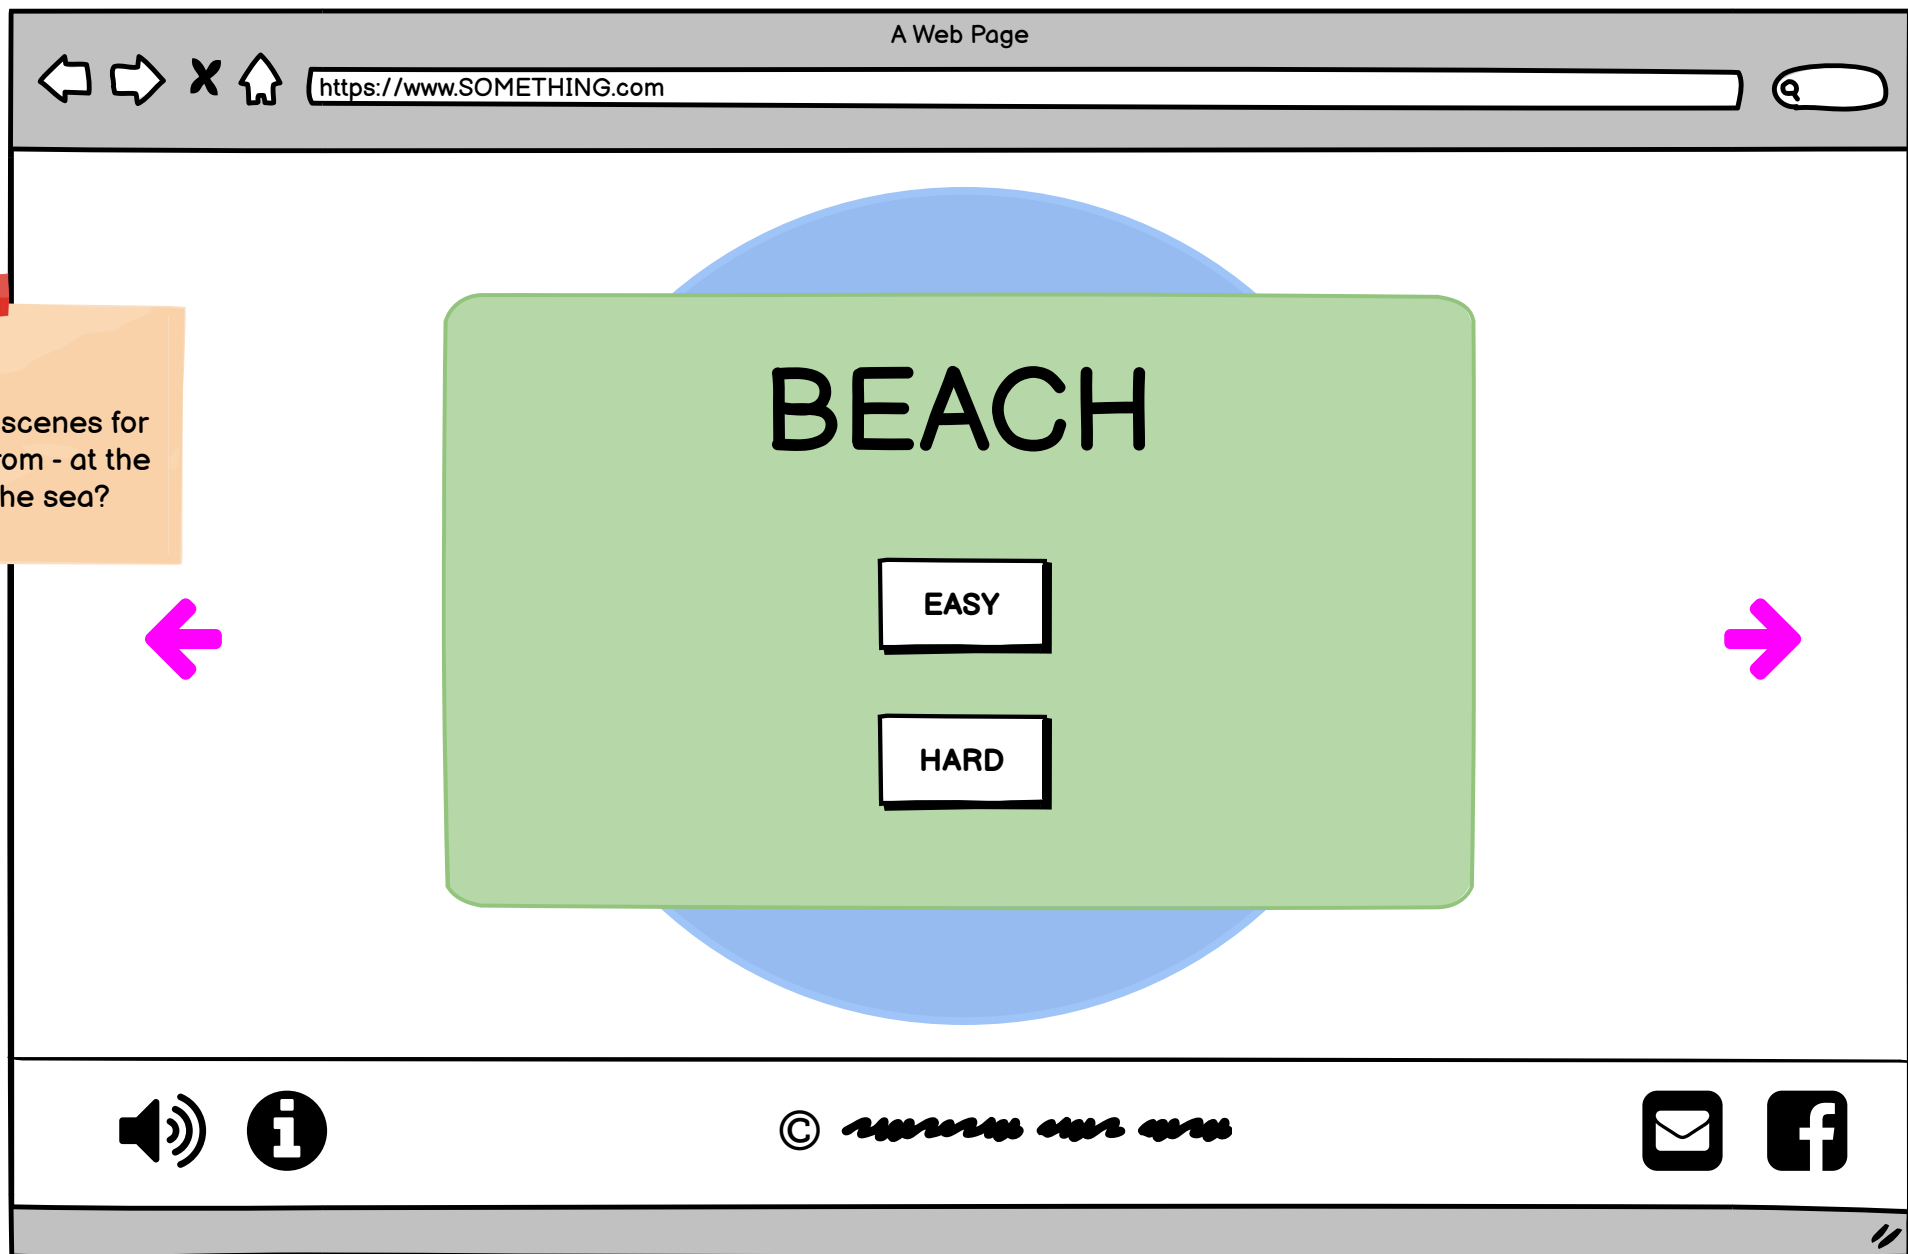 A Web Page
https://www.SOMETHING.com
BEACH
scenes for
om - at the
he sea?
EASY
HARD
©